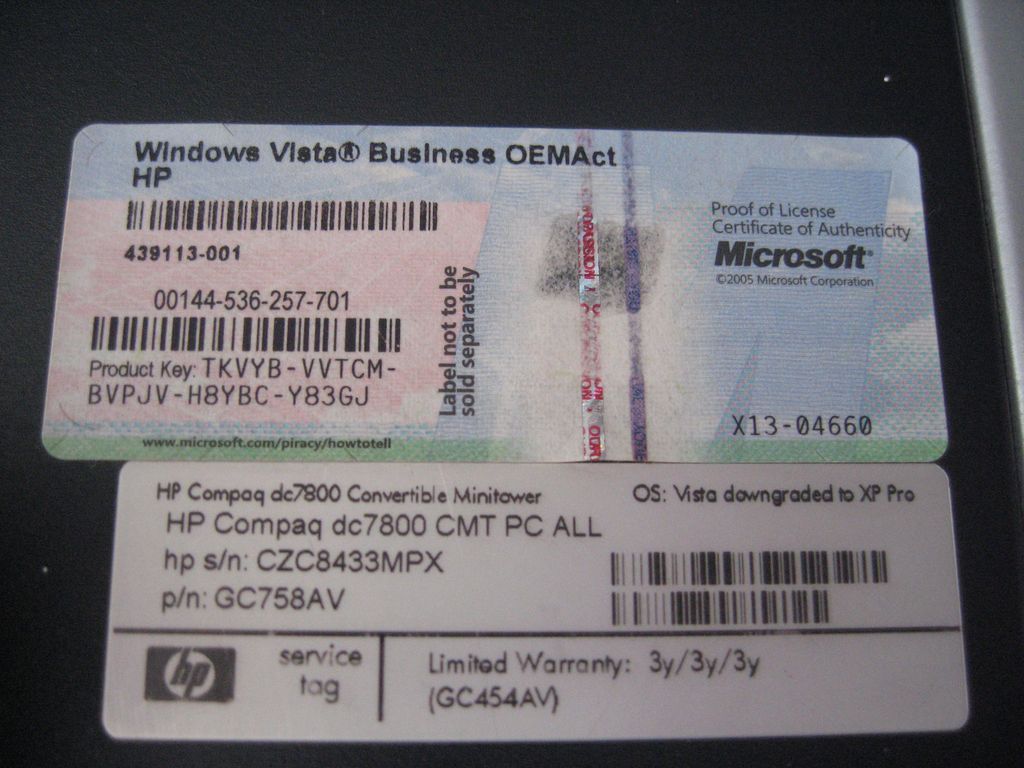 Windows Vista® Business OEMAct
HP
439113-001
00144-536-257-701
Product Key: TKVYB-VVTCM-
BVPJV-H8YBC-Y83GJ
www.microsoft.com/piracy/howtotell
Label not to be
sold separately
Proof of License
Certificate of Authenticity
Microsoft®
©2005 Microsoft Corporation
X13-04660
HP Compaq dc7800 Convertible Minitower
OS: Vista downgraded to XP Pro
HP Compaq dc7800 CMT PC ALL
hp s/n: CZC8433MPX
p/n: GC758AV
hp
service
tag
Limited Warranty: 3y/3y/3y
(GC454AV)